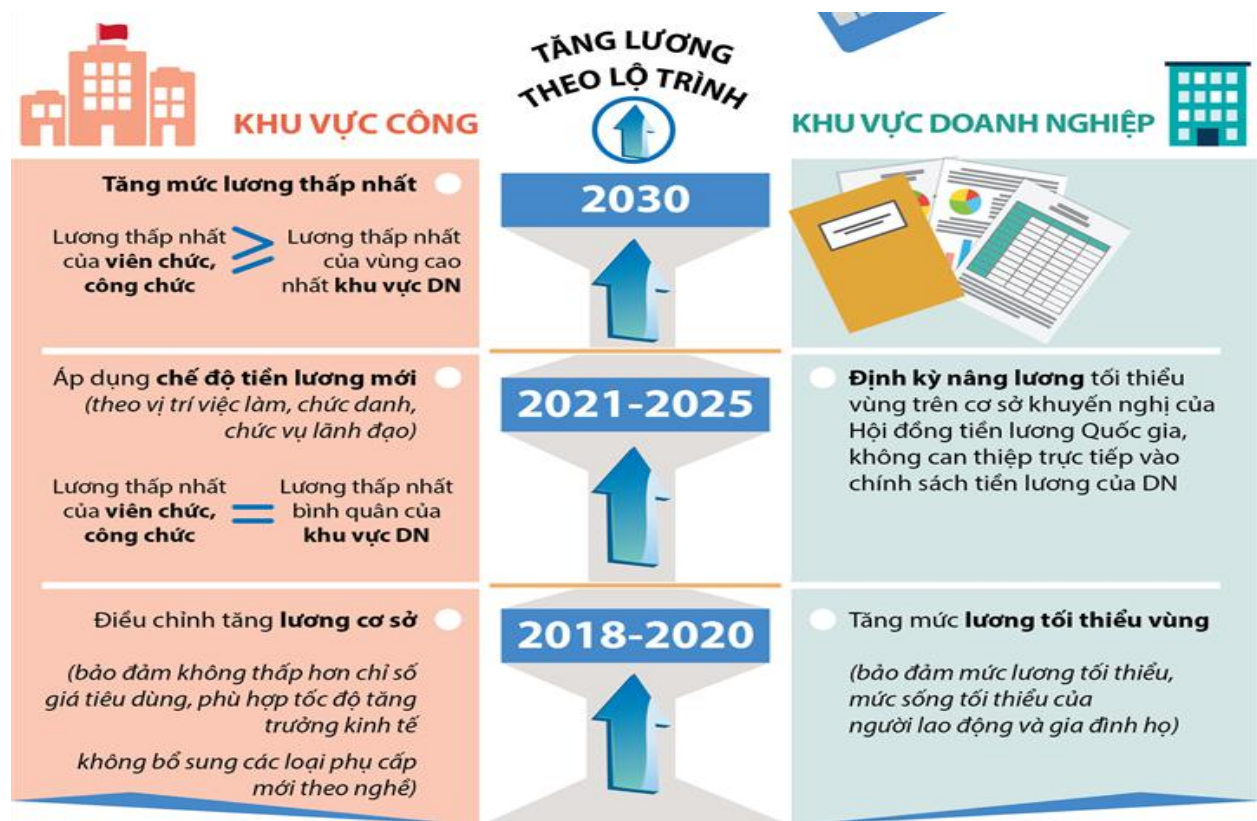 TĂNG LƯƠNG
THEO LỘ TRÌNH
KHU VỰC CÔNG
KHU VỰC DOANH NGHIỆP
2030
Tăng mức lương thấp nhất
Lương thấp nhất
của viên chức,
công chức
≥
Lương thấp nhất
của vùng cao
nhất khu vực DN
2021-2025
Áp dụng chế độ tiền lương mới
(theo vị trí việc làm, chức danh,
chức vụ lãnh đạo)
Lương thấp nhất
của viên chức,
công chức
=
Lương thấp nhất
bình quân của
khu vực DN
Định kỳ nâng lương tối thiểu
vùng trên cơ sở khuyến nghị của
Hội đồng tiền lương Quốc gia,
không can thiệp trực tiếp vào
chính sách tiền lương của DN
2018-2020
Điều chỉnh tăng lương cơ sở
(bảo đảm không thấp hơn chỉ số
giá tiêu dùng, phù hợp tốc độ tăng
trưởng kinh tế
không bổ sung các loại phụ cấp
mới theo nghề)
Tăng mức lương tối thiểu vùng
(bảo đảm mức lương tối thiểu,
mức sống tối thiểu của
người lao động và gia đình họ)